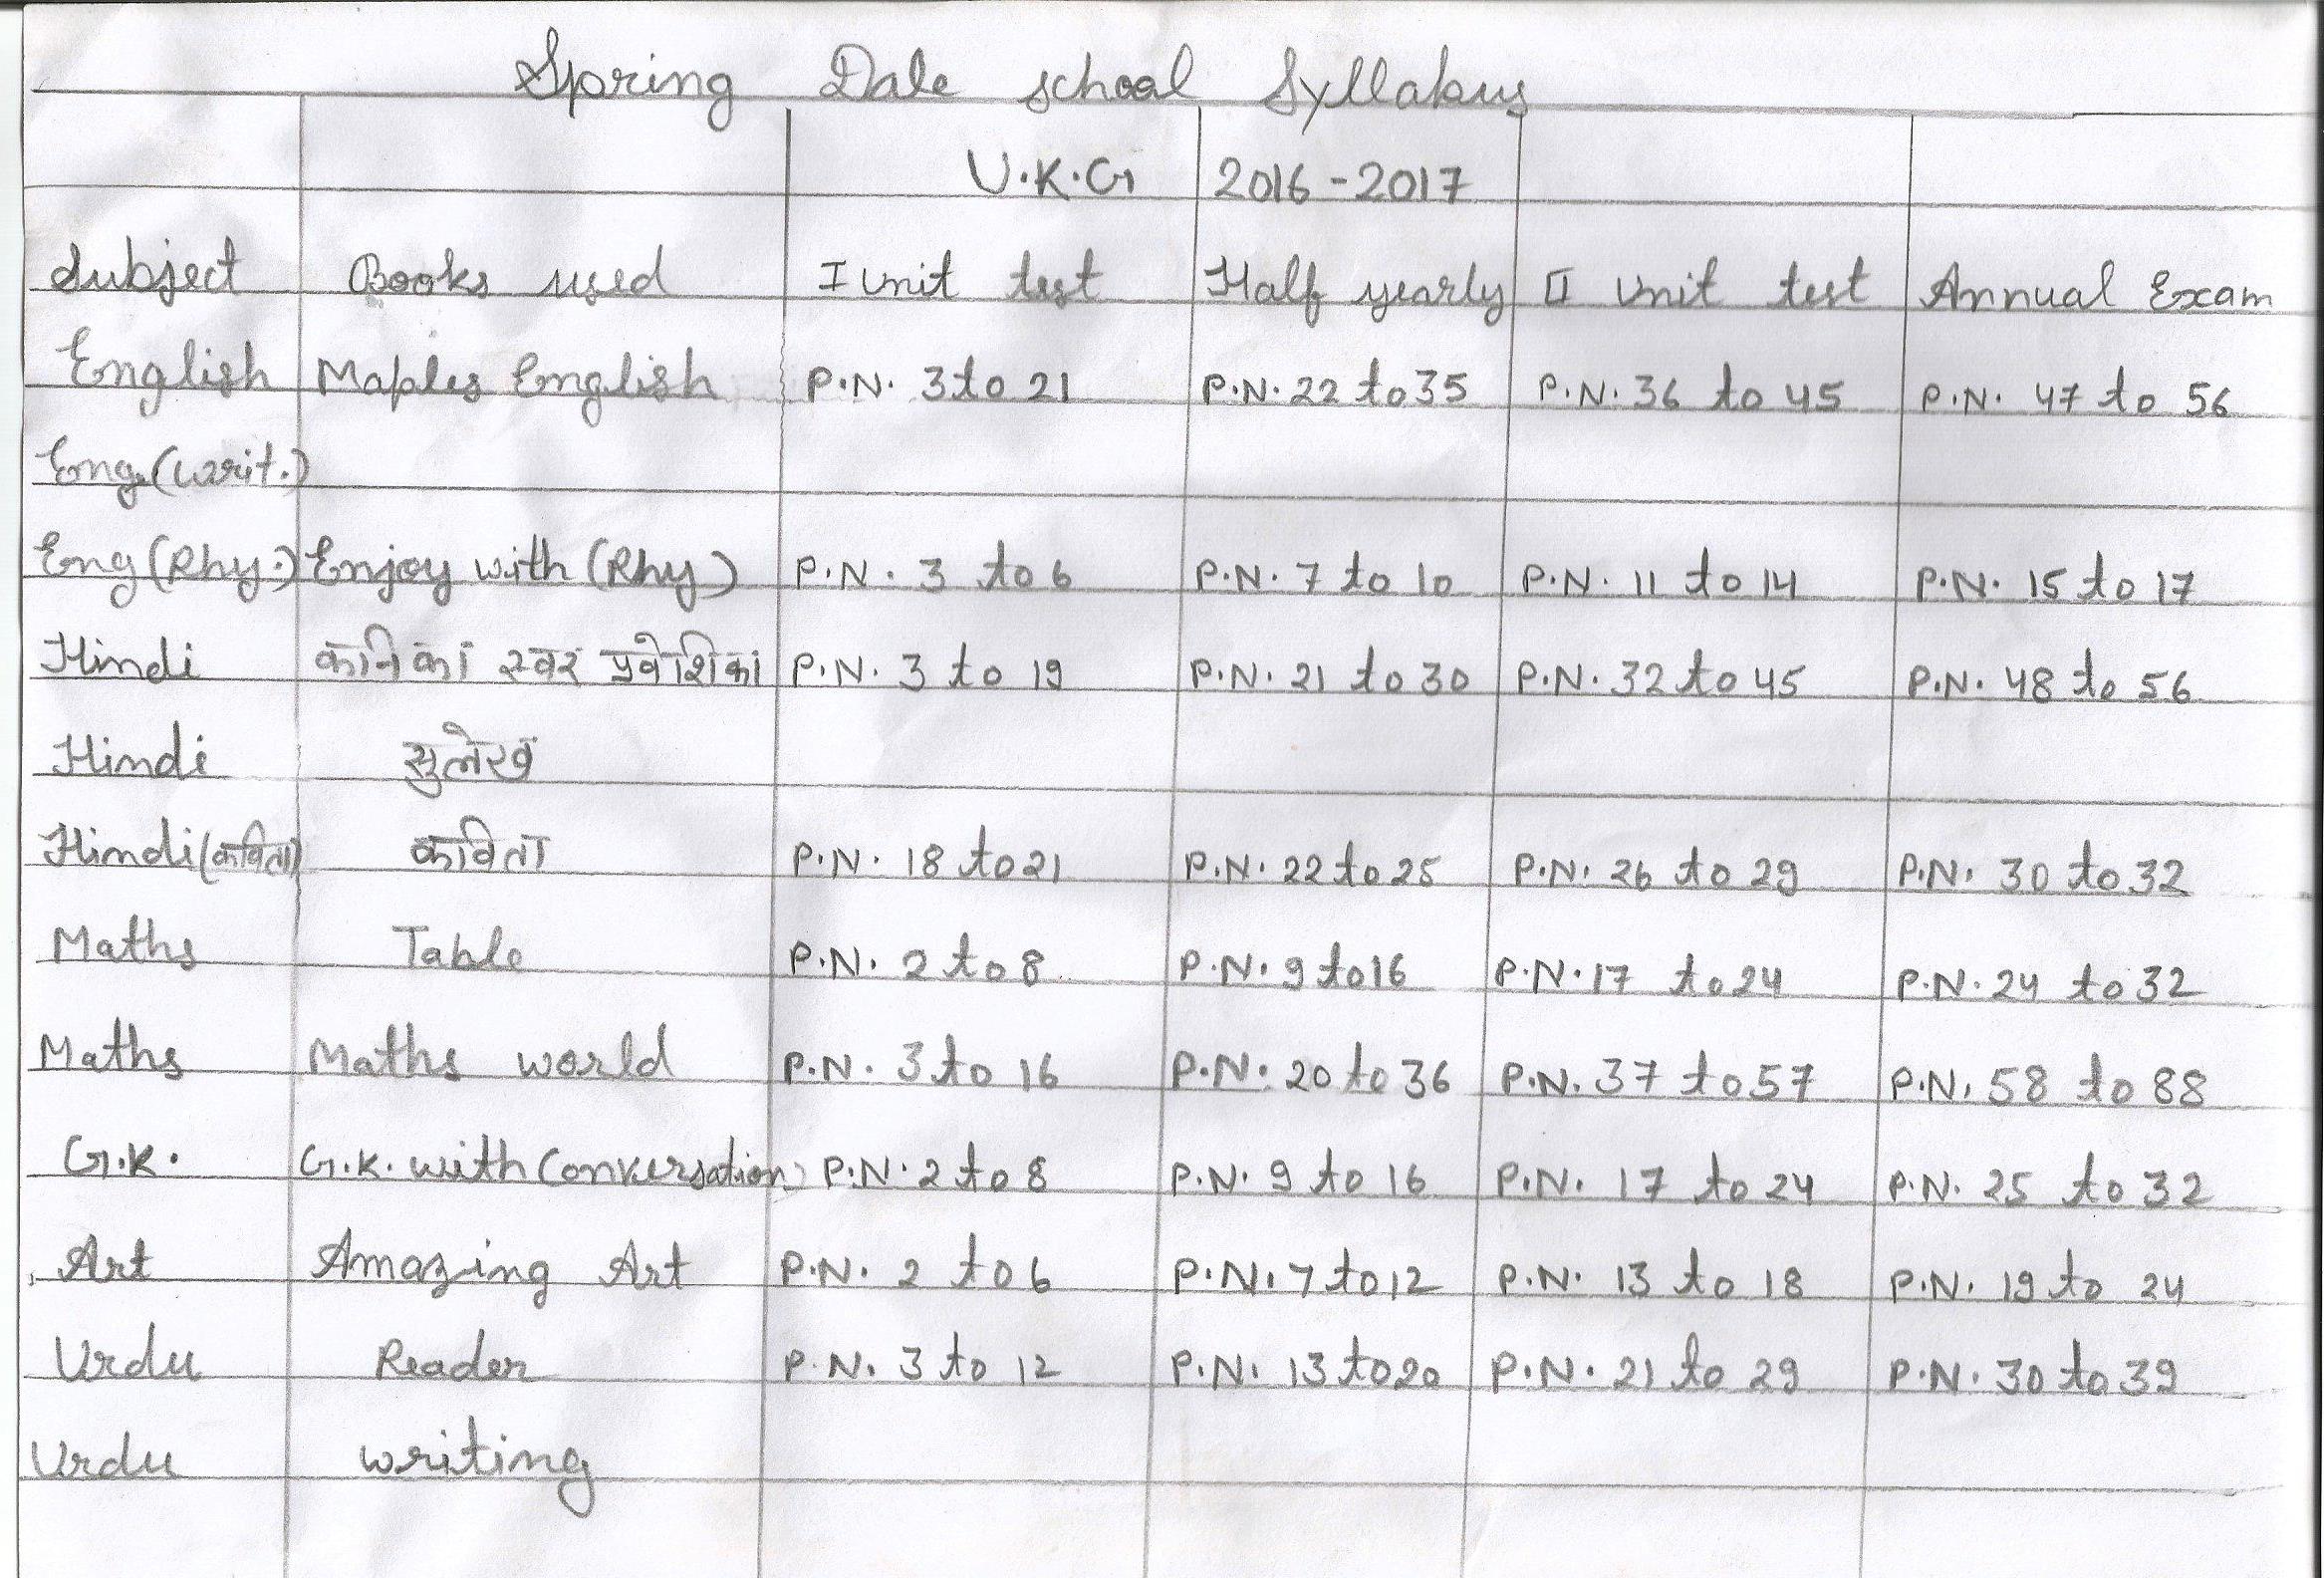 Spring Dale school Syllabus
U.K.G 2016-2017
Subject Books used I Unit test Half yearly II Unit test Annual Exam
English Maples English P.N. 3 to 21 P.N. 22 to 35 P.N. 36 to 45 P.N. 47 to 56
Eng.(Writ.)
Eng (Rhy.) Enjoy with (Rhy) P.N. 3 to 6 P.N. 7 to 10 P.N. 11 to 14 P.N. 15 to 17
Hindi कानिका स्वर प्रवेशिका P.N. 3 to 19 P.N. 21 to 30 P.N. 32 to 45 P.N. 48 to 56
Hindi सुलेख
Hindi (कविता) कविता P.N. 18 to 21 P.N. 22 to 25 P.N. 26 to 29 P.N. 30 to 32
Maths Table P.N. 2 to 8 P.N. 9 to 16 P.N. 17 to 24 P.N. 24 to 32
Maths Maths world P.N. 3 to 16 P.N. 20 to 36 P.N. 37 to 57 P.N. 58 to 88
G.K. G.K. with Conversation P.N. 2 to 8 P.N. 9 to 16 P.N. 17 to 24 P.N. 25 to 32
Art Amazing Art P.N. 2 to 6 P.N. 7 to 12 P.N. 13 to 18 P.N. 19 to 24
Urdu Reader P.N. 3 to 12 P.N. 13 to 20 P.N. 21 to 29 P.N. 30 to 39
Urdu writing